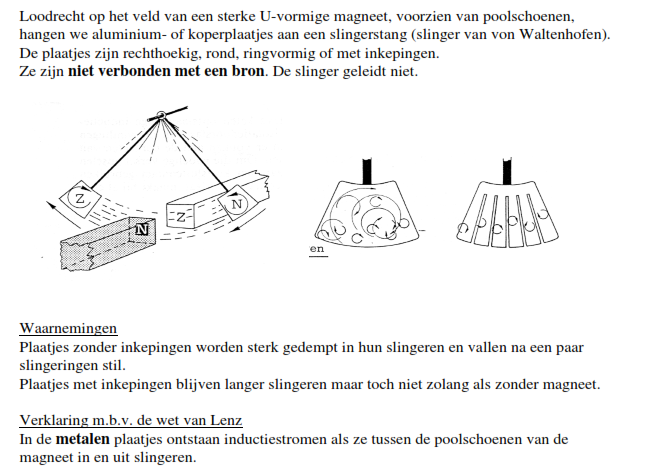 Loodrecht op het veld van een sterke U-vormige magneet, voorzien van poolschoenen,
hangen we aluminium- of koperplaatjes aan een slingerstang (slinger van von Waltenhofen).
De plaatjes zijn rechthoekig, rond, ringvormig of met inkepingen.
Ze zijn niet verbonden met een bron. De slinger geleidt niet.
Z
Z
N
N
en
Waarnemingen
Plaatjes zonder inkepingen worden sterk gedempt in hun slingeren en vallen na een paar
slingeringen stil.
Plaatjes met inkepingen blijven langer slingeren maar toch niet zolang als zonder magneet.
Verklaring m.b.v. de wet van Lenz
In de metalen plaatjes ontstaan inductiestromen als ze tussen de poolschoenen van de
magneet in en uit slingeren.